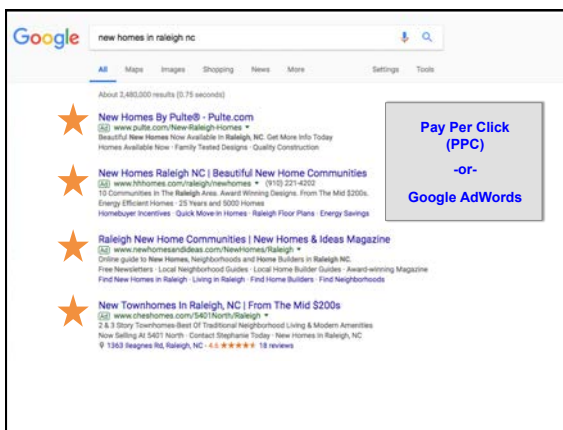 Google
new homes in raleigh nc
All Maps Images Shopping News More Settings Tools
About 2,480,000 results (0.75 seconds)
New Homes By Pulte® - Pulte.com
Ad www.pulte.com/New-Raleigh-Homes
Beautiful New Homes Now Available in Raleigh, NC. Get More Info Today
Homes Available Now · Family Tested Designs · Quality Construction
New Homes Raleigh NC | Beautiful New Home Communities
Ad www.hhhomes.com/raleigh/newhomes (910) 221-4202
10 Communities In The Raleigh Area. Award Winning Designs. From The Mid $200s.
Energy Efficient Homes · 25 Years and 5000 Homes
Homebuyer Incentives · Quick Move-in Homes · Raleigh Floor Plans · Energy Savings
Raleigh New Home Communities | New Homes & Ideas Magazine
Ad www.newhomesandideas.com/NewHomes/Raleigh
Online guide to New Homes, Neighborhoods and Home Builders in Raleigh NC.
Free Newsletters · Local Neighborhood Guides · Local Home Builder Guides · Award-winning Magazine
Find New Homes in Raleigh · Living in Raleigh · Find Home Builders · Find Neighborhoods
New Townhomes In Raleigh, NC | From The Mid $200s
Ad www.cheshomes.com/5401North/Raleigh
2 & 3 Story Townhomes-Best Of Traditional Neighborhood Living & Modern Amenities
Now Selling At 5401 North · Contact Stephanie Today · New Homes in Raleigh, NC
1363 Ileagnes Rd, Raleigh, NC · 4.6 ★★★★★ 18 reviews
Pay Per Click
(PPC)
-or-
Google AdWords